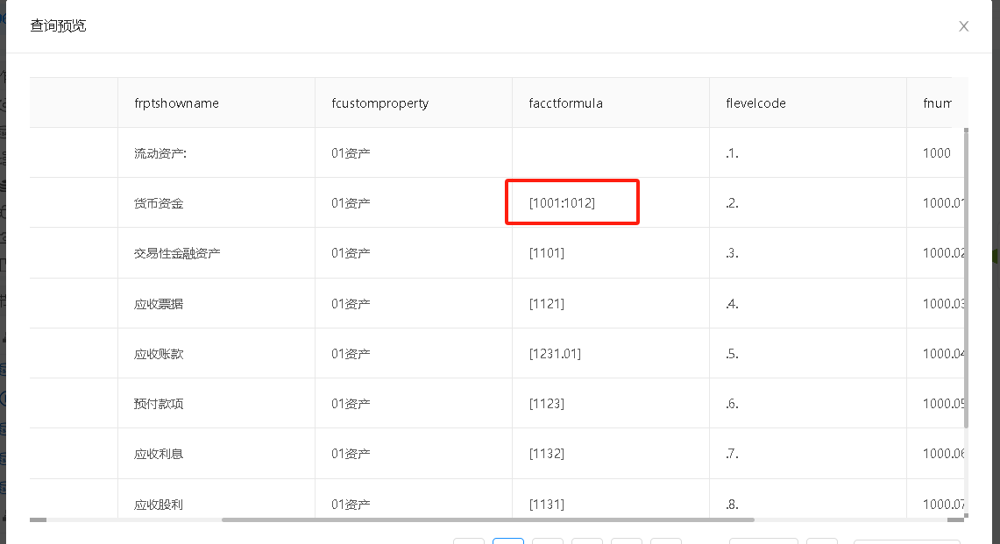 查询预览
frptshowname fcustomproperty facctformula flevelcode fnum
流动资产: 01资产 .1. 1000
货币资金 01资产 [1001:1012] .2. 1000.01
交易性金融资产 01资产 [1101] .3. 1000.02
应收票据 01资产 [1121] .4. 1000.03
应收账款 01资产 [1231.01] .5. 1000.04
预付款项 01资产 [1123] .6. 1000.05
应收利息 01资产 [1132] .7. 1000.06
应收股利 01资产 [1131] .8. 1000.07